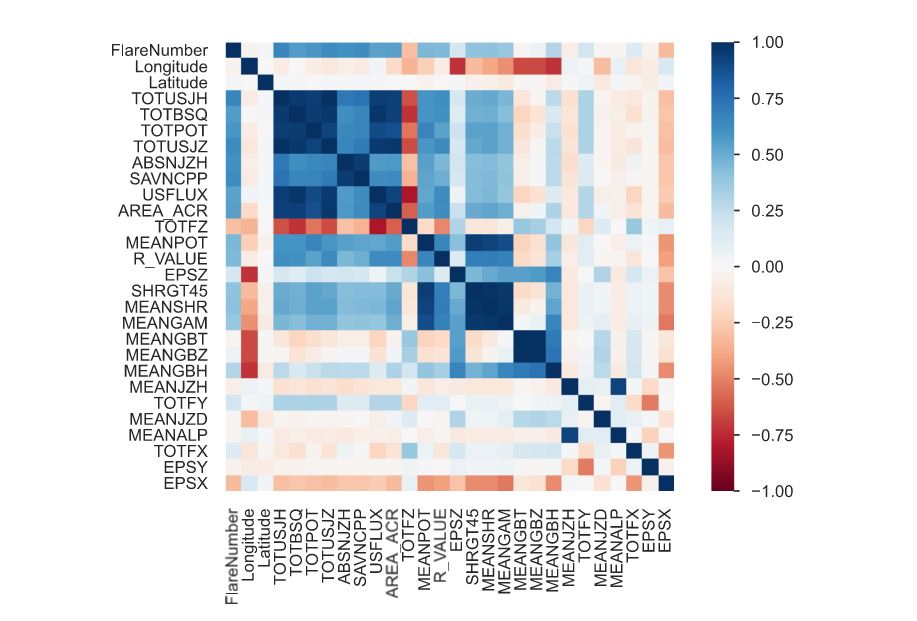 FlareNumber
Longitude
Latitude
TOTUSJH
TOTBSQ
TOTPOT
TOTUSJZ
ABSNJZH
SAVNCPP
USFLUX
AREA_ACR
TOTFZ
MEANPOT
R_VALUE
EPSZ
SHRGT45
MEANSHR
MEANGAM
MEANGBT
MEANGBZ
MEANGBH
MEANJZH
TOTFY
MEANJZD
MEANALP
TOTFX
EPSY
EPSX
1.00
0.75
0.50
0.25
0.00
−0.25
−0.50
−0.75
−1.00
FlareNumber
Longitude
Latitude
TOTUSJH
TOTBSQ
TOTPOT
TOTUSJZ
ABSNJZH
SAVNCPP
USFLUX
AREA_ACR
TOTFZ
MEANPOT
R_VALUE
EPSZ
SHRGT45
MEANSHR
MEANGAM
MEANGBT
MEANGBZ
MEANGBH
MEANJZH
TOTFY
MEANJZD
MEANALP
TOTFX
EPSY
EPSX